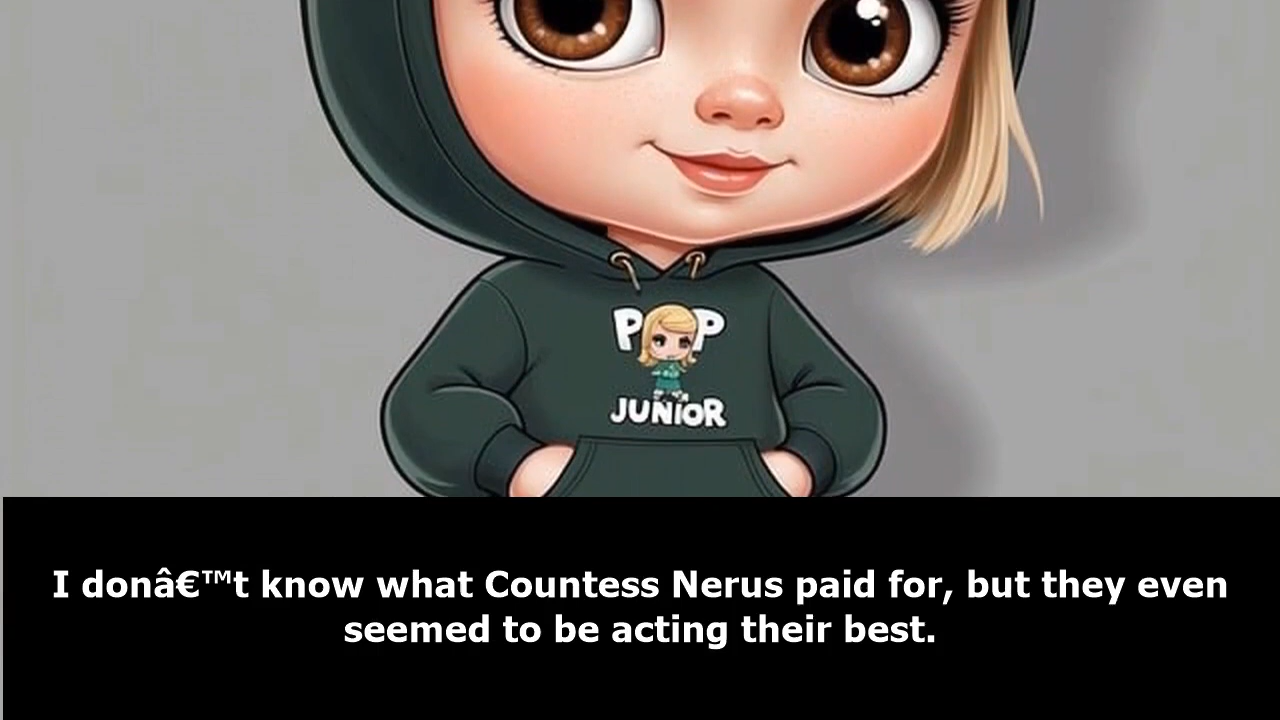 POP
JUNIOR
I donâ€™t know what Countess Nerus paid for, but they even
seemed to be acting their best.